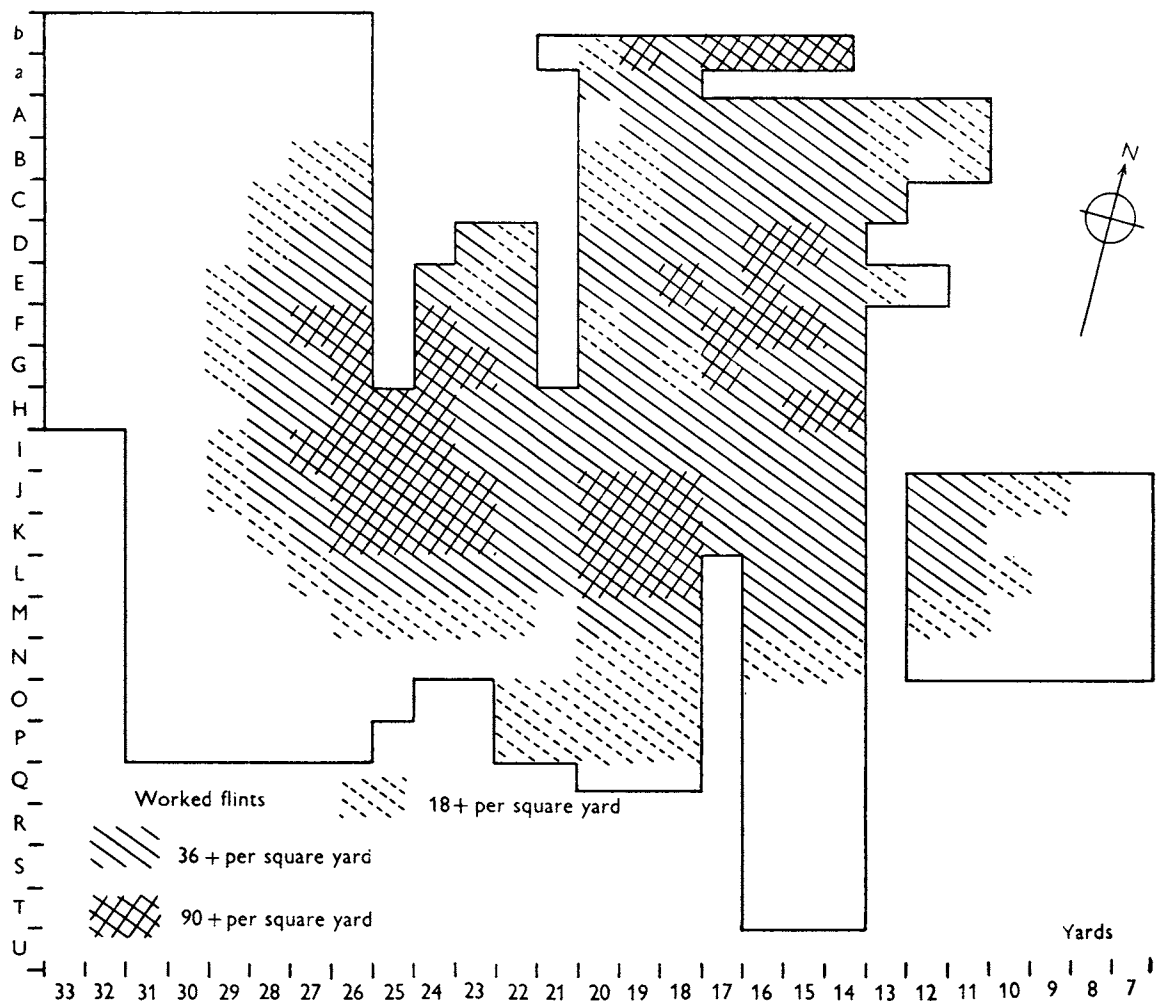 b
a
A
B
C
D
E
F
G
H
I
J
K
L
M
N
O
P
Q
R
S
T
U
N
Worked flints
18+ per square yard
36+ per square yard
90+ per square yard
Yards
33 32 31 30 29 28 27 26 25 24 23 22 21 20 19 18 17 16 15 14 13 12 11 10 9 8 7